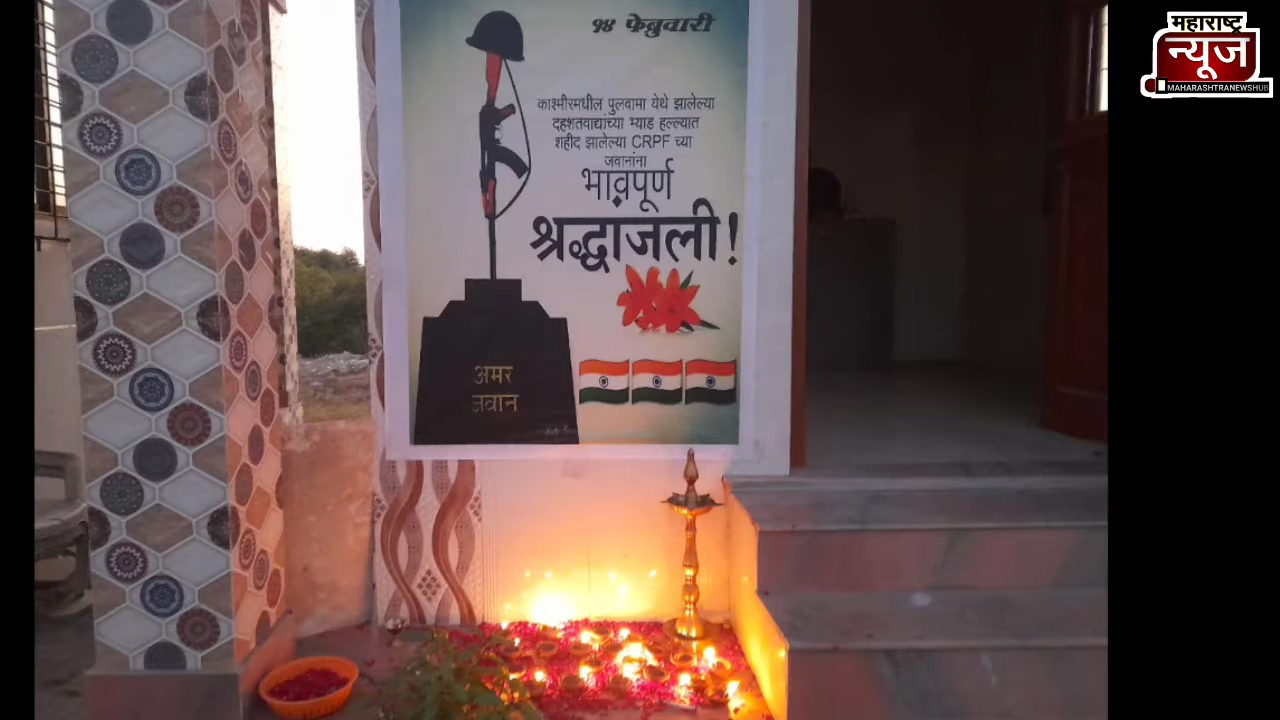 १४ फेब्रुवारी
काश्मीरमधील पुलवामा येथे झालेल्या
दहशतवाद्यांच्या भ्याड हल्ल्यात
शहीद झालेल्या CRPF च्या
जवानांना
भावपूर्ण
श्रद्धांजली!
अमर
जवान
महाराष्ट्र
न्यूज
MAHARASHTRANEWSHUB